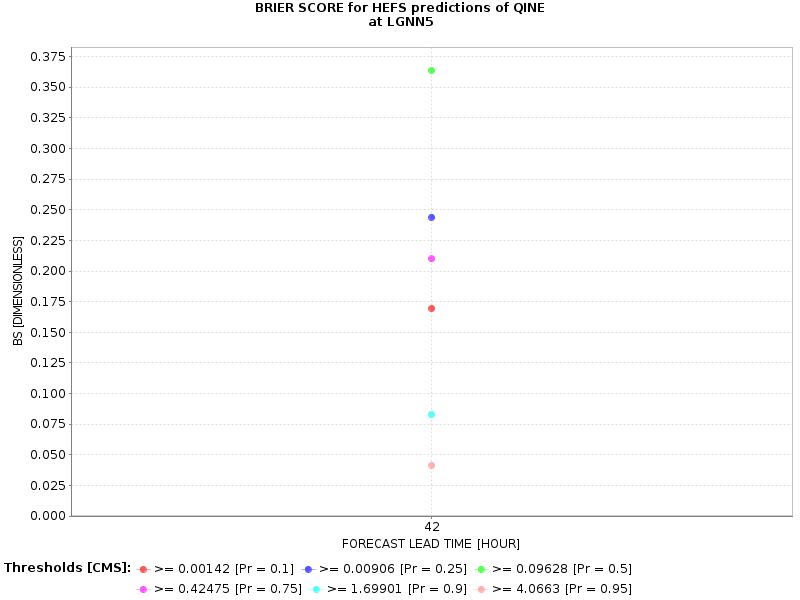 BRIER SCORE for HEFS predictions of QINE
at LGNN5
0.375
0.350
0.325
0.300
0.275
0.250
0.225
0.200
0.175
0.150
0.125
0.100
0.075
0.050
0.025
0.000
BS [DIMENSIONLESS]
42
FORECAST LEAD TIME [HOUR]
Thresholds [CMS]: >= 0.00142 [Pr = 0.1] >= 0.00906 [Pr = 0.25] >= 0.09628 [Pr = 0.5]
>= 0.42475 [Pr = 0.75] >= 1.69901 [Pr = 0.9] >= 4.0663 [Pr = 0.95]